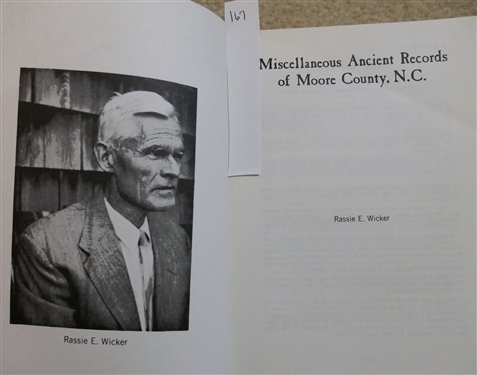 Rassie E. Wicker
167
Miscellaneous Ancient Records
of Moore County, N.C.
Rassie E. Wicker